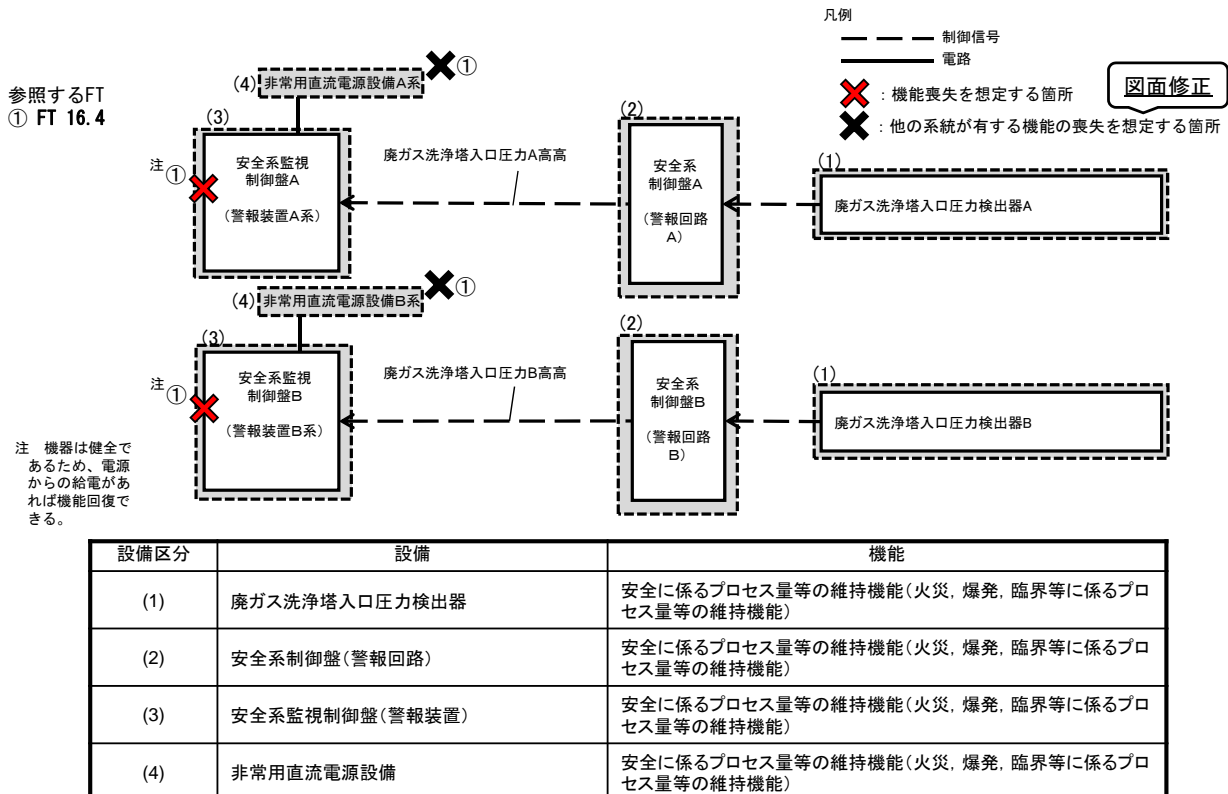 凡例
制御信号
電路
：機能喪失を想定する箇所
：他の系統が有する機能の喪失を想定する箇所
図面修正
参照するFT
① FT 16.4
(4)
非常用直流電源設備A系
①
(3)
注①
安全系監視
制御盤A
（警報装置A系）
廃ガス洗浄塔入口圧力A高高
(2)
安全系
制御盤A
（警報回路
A）
(1)
廃ガス洗浄塔入口圧力検出器A
(4)
非常用直流電源設備B系
①
(3)
注①
安全系監視
制御盤B
（警報装置B系）
廃ガス洗浄塔入口圧力B高高
(2)
安全系
制御盤B
（警報回路
B）
(1)
廃ガス洗浄塔入口圧力検出器B
注　機器は健全で
あるため、電源
からの給電があ
れば機能回復で
きる。
設備区分 設備 機能
(1) 廃ガス洗浄塔入口圧力検出器 安全に係るプロセス量等の維持機能（火災，爆発，臨界等に係るプロ
セス量等の維持機能）
(2) 安全系制御盤（警報回路） 安全に係るプロセス量等の維持機能（火災，爆発，臨界等に係るプロ
セス量等の維持機能）
(3) 安全系監視制御盤（警報装置） 安全に係るプロセス量等の維持機能（火災，爆発，臨界等に係るプロ
セス量等の維持機能）
(4) 非常用直流電源設備 安全に係るプロセス量等の維持機能（火災，爆発，臨界等に係るプロ
セス量等の維持機能）